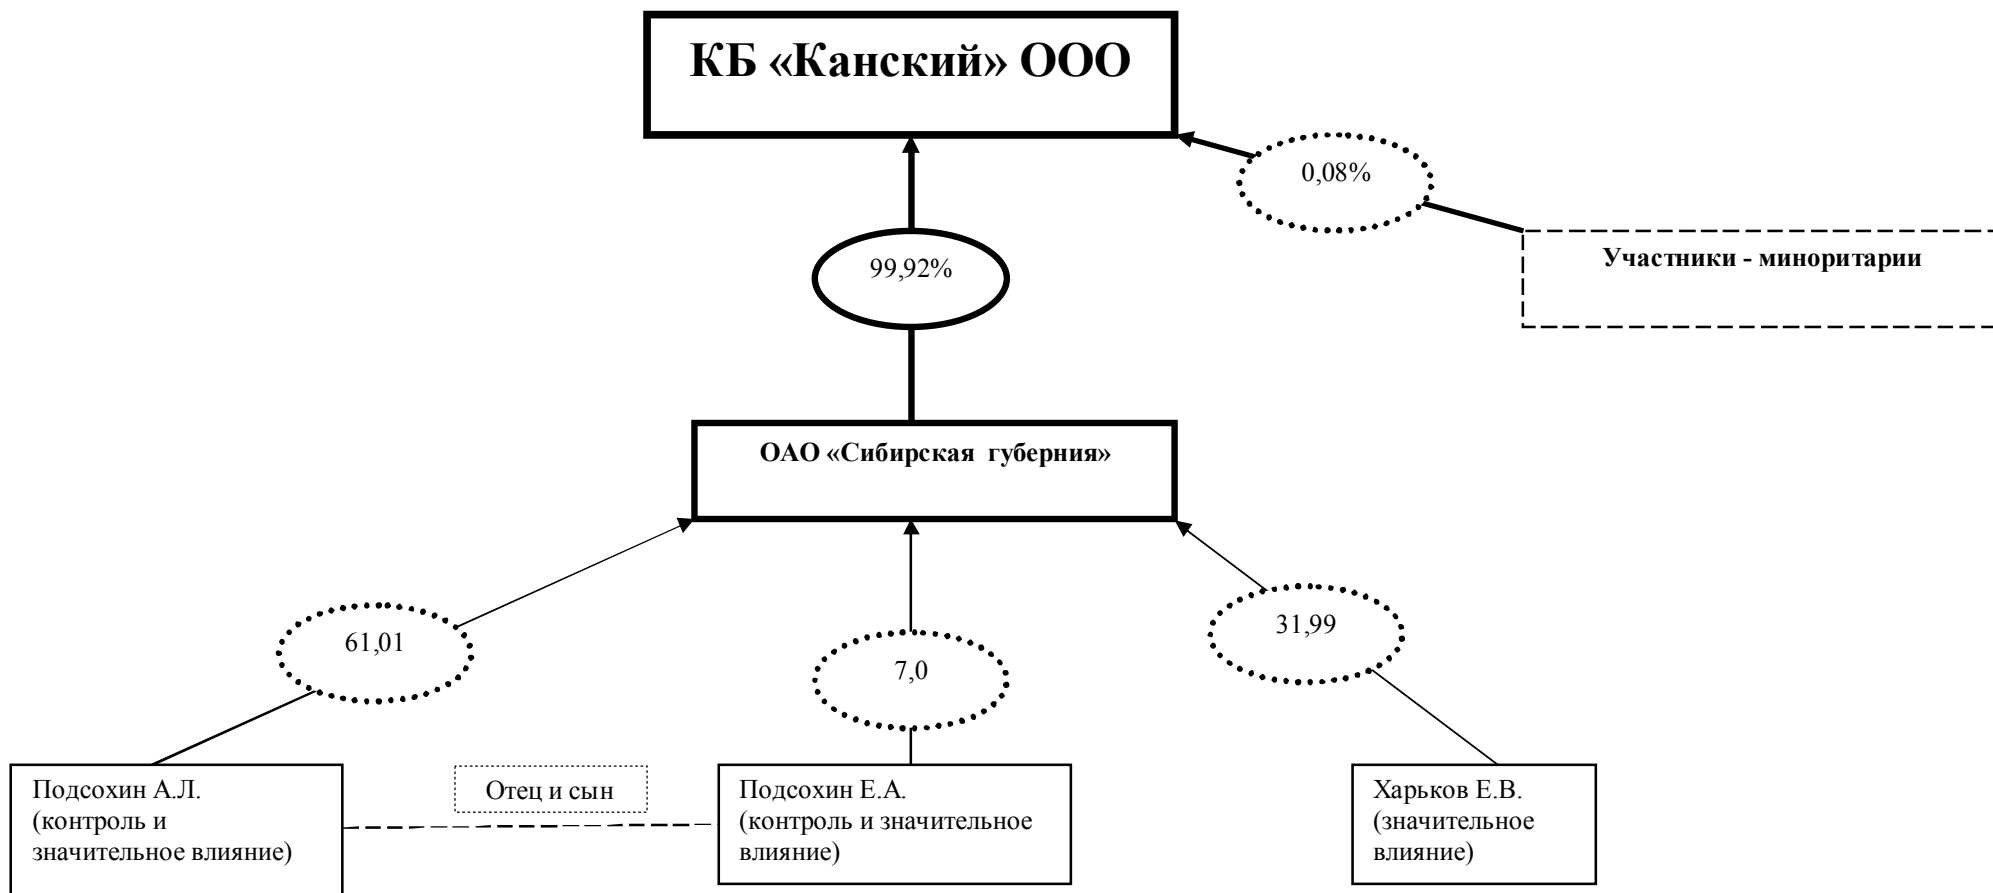 КБ «Канский» ООО
0,08%
99,92%
Участники - миноритарии
ОАО «Сибирская губерния»
61,01
7,0
31,99
Подсохин А.Л.
(контроль и
значительное влияние)
Отец и сын
Подсохин Е.А.
(контроль и значительное
влияние)
Харьков Е.В.
(значительное
влияние)